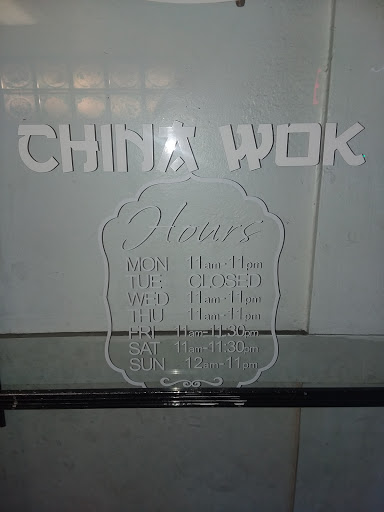 CHINA WOK
Hours
MON 11am-11pm
TUE CLOSED
WED 11am-11pm
THU 11am-11pm
FRI 11am-11:30pm
SAT 11am-11:30pm
SUN 12am-11pm